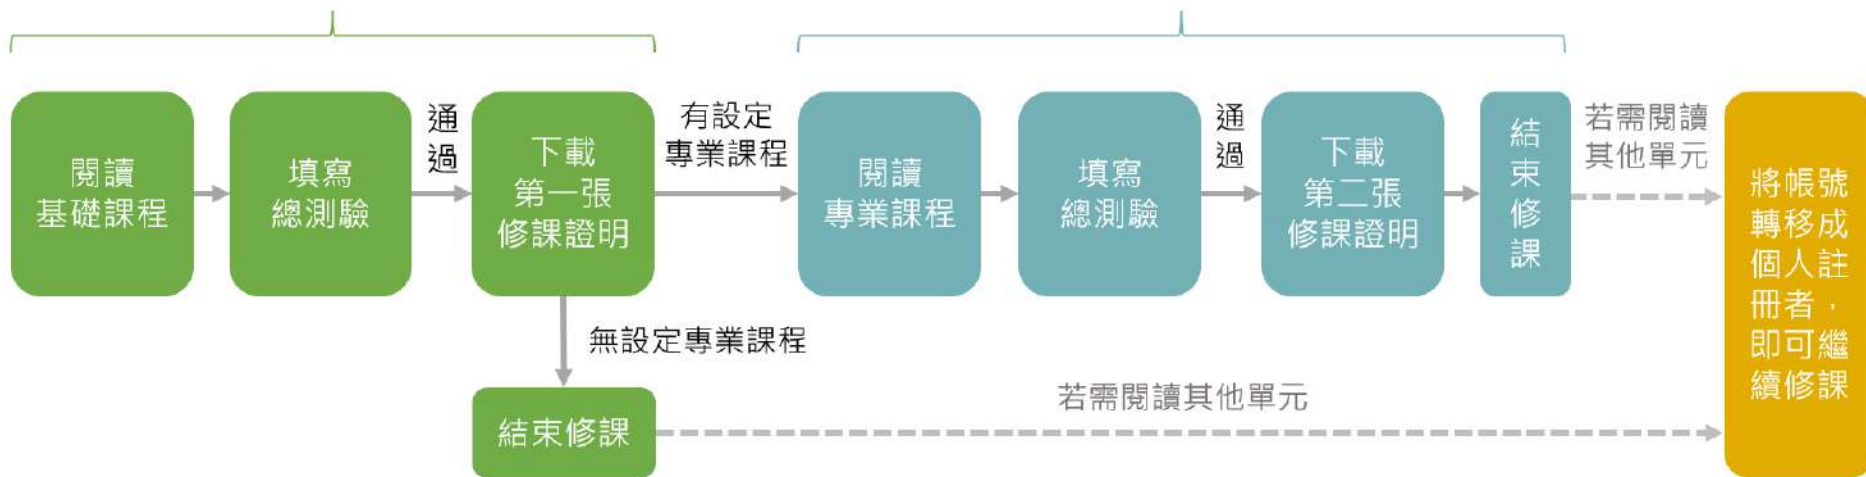 閱讀
基礎課程
填寫
總測驗
通
過
下載
第一張
修課證明
有設定
專業課程
閱讀
專業課程
填寫
總測驗
通
過
下載
第二張
修課證明
結
束
修
課
若需閱讀
其他單元
將帳號
轉移成
個人註
冊者，
即可繼
續修課
無設定專業課程
結束修課
若需閱讀其他單元